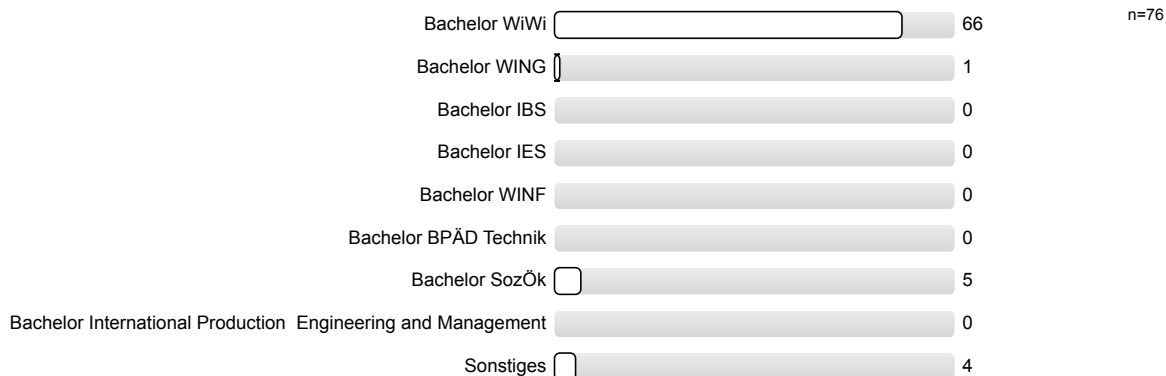 Bachelor WiWi 66 n=76
Bachelor WING 1
Bachelor IBS 0
Bachelor IES 0
Bachelor WINF 0
Bachelor BPÄD Technik 0
Bachelor SozÖk 5
Bachelor International Production  Engineering and Management 0
Sonstiges 4